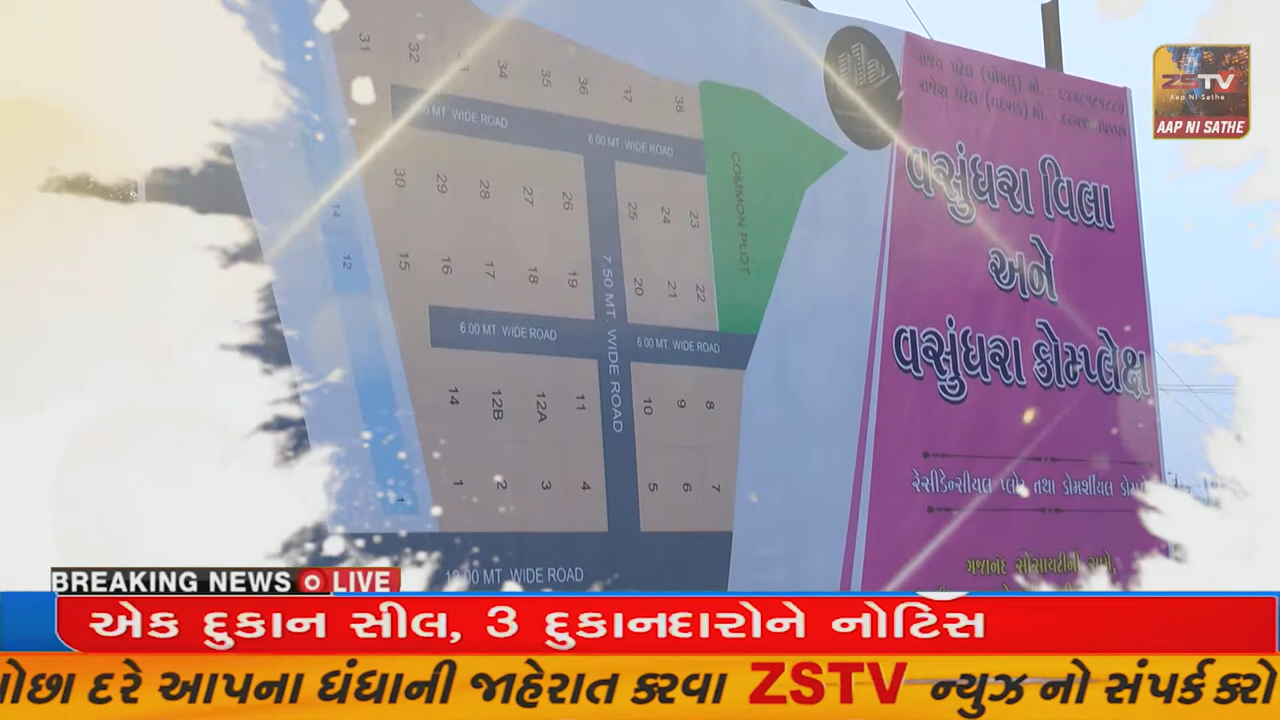 ZSTV
Aap Ni Sathe
AAP NI SATHE
31 32 33 34 35 36 37 38
MT. WIDE ROAD
6.00 MT. WIDE ROAD
COMMON PLOT
30 29 28 27 26
25 24 23
14
12
15 16 17 18 19
20 21 22
7.50 MT. WIDE ROAD
6.00 MT. WIDE ROAD
6.00 MT. WIDE ROAD
14 12B 12A 11
10 9 8
1 2 3 4
5 6 7
1
MT. WIDE ROAD
પટેલ
પટેલ
વસુંધરા વિલા
અને
વસુંધરા કોમ્પ્લેક્ષ
રેસીડેન્સીયલ પ્લોટ તથા કોમર્શીયલ
ગજાનંદ સોસાયટીની સામે,
BREAKING NEWS LIVE
એક દુકાન સીલ, 3 દુકાનદારોને નોટિસ
દરે આપના ધંધાની જાહેરાત કરવા ZSTV ન્યુઝ નો સંપર્ક કરો